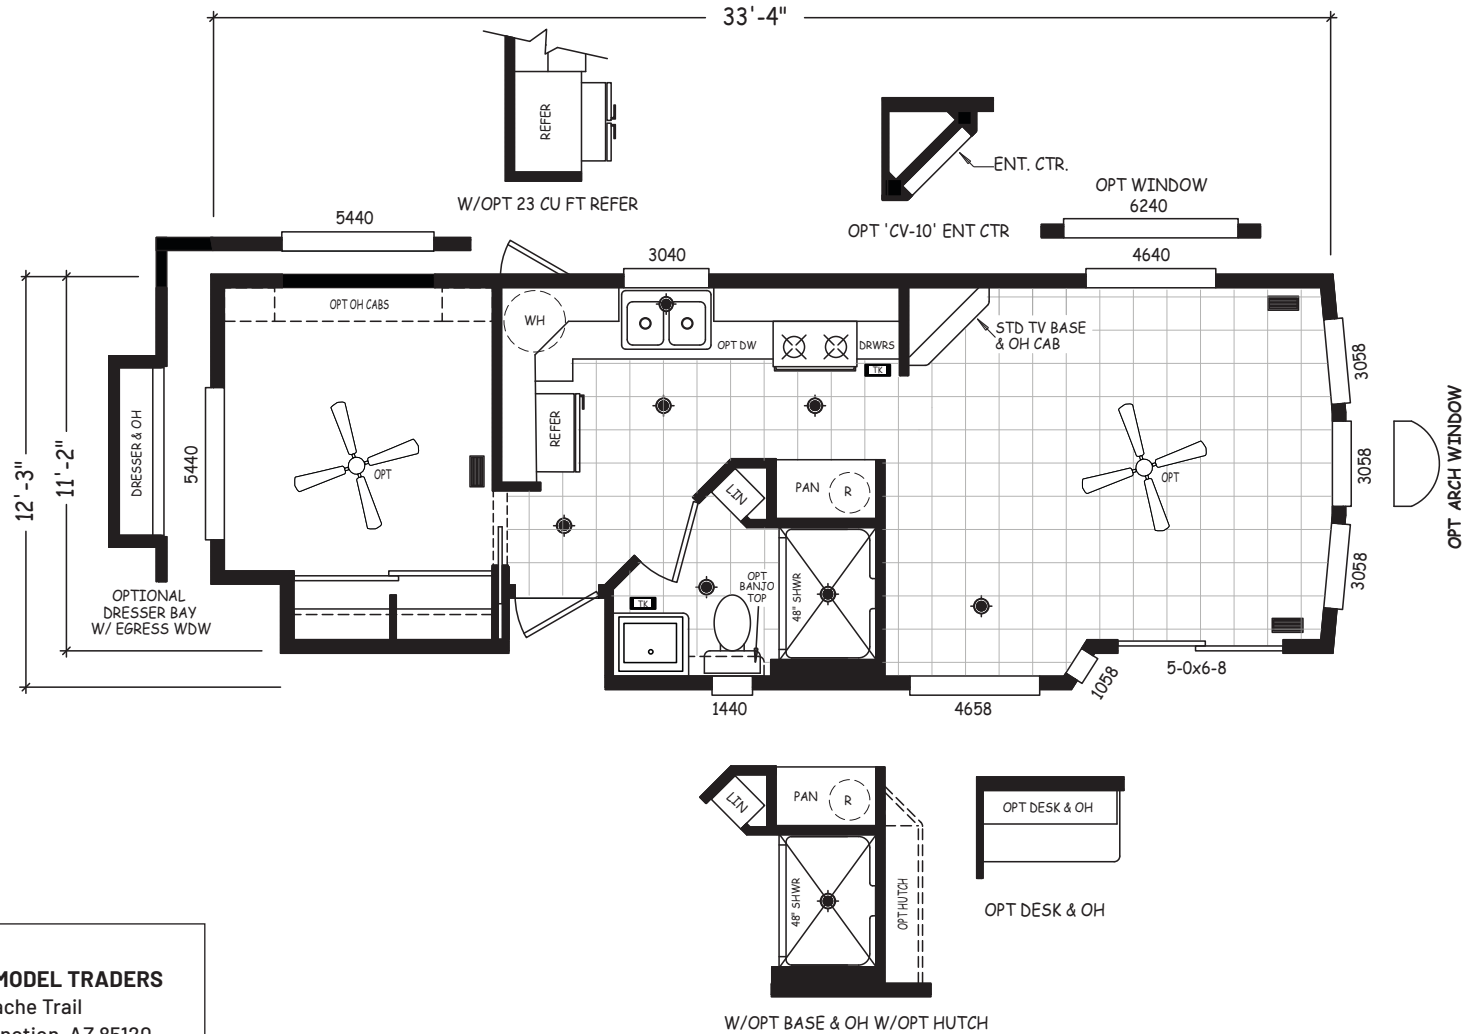 33'-4"
REFER
W/OPT 23 CU FT REFER
ENT. CTR.
OPT 'CV-10' ENT CTR
OPT WINDOW
6240
5440
3040
4640
OPT OH CABS
WH
OPT DW
DRWRS
TK
STD TV BASE
& OH CAB
3058
12'-3"
11'-2"
DRESSER & OH
5440
OPT
REFER
LIN
PAN
R
OPT
3058
OPT ARCH WINDOW
OPTIONAL
DRESSER BAY
W/ EGRESS WDW
TK
OPT
BANJO
TOP
48" SHWR
3058
1440
4658
1058
5-0x6-8
LIN
PAN
R
48" SHWR
OPT HUTCH
OPT DESK & OH
OPT DESK & OH
W/OPT BASE & OH W/OPT HUTCH
MODEL TRADERS
ache Trail
AZ 85120